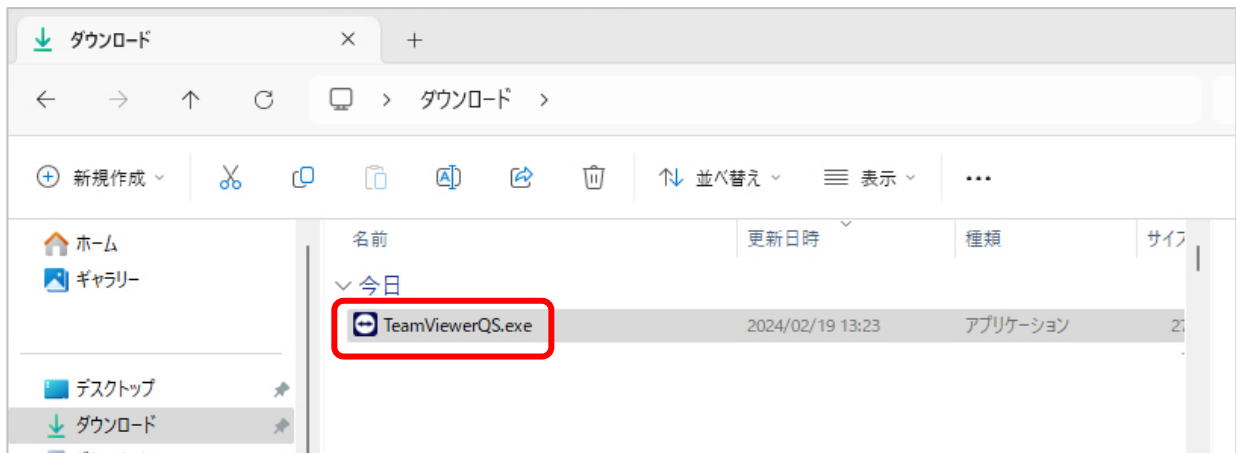 ダウンロード
ダウンロード
新規作成 並べ替え 表示
ホーム
ギャラリー
デスクトップ
ダウンロード
名前 更新日時 種類 サイズ
今日
TeamViewerQS.exe 2024/02/19 13:23 アプリケーション